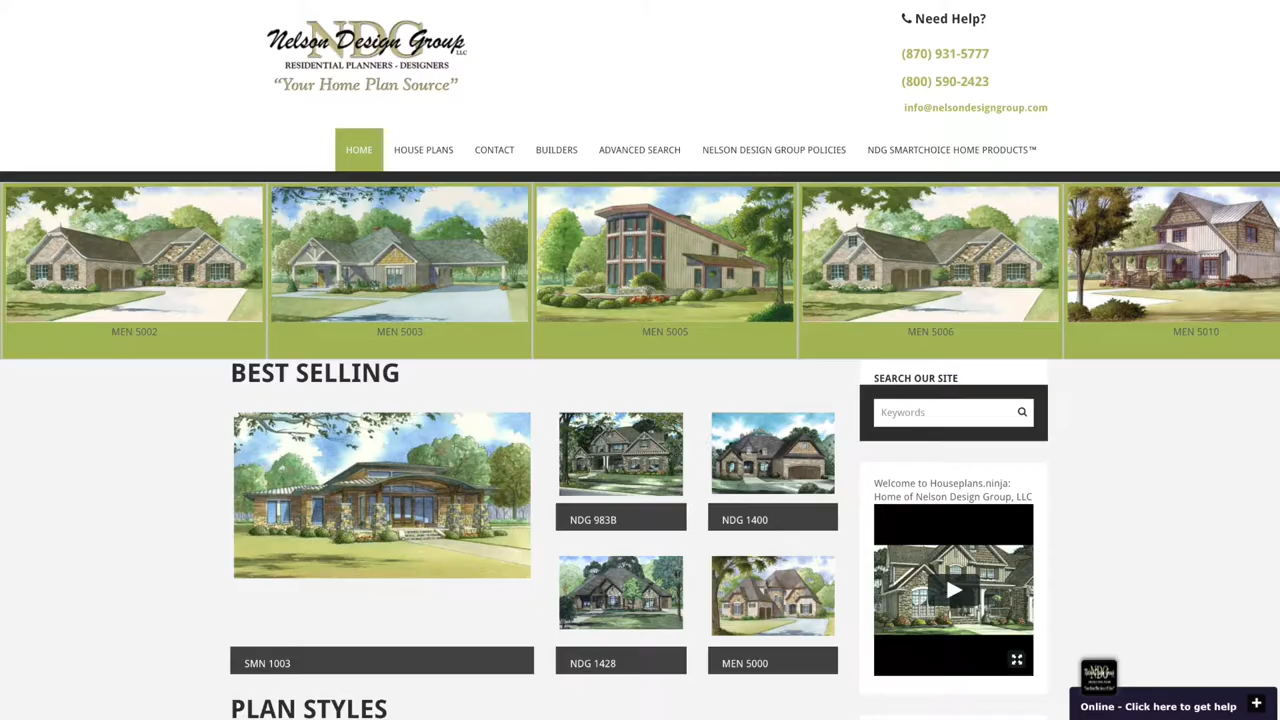 NDG
Nelson Design Group LLC
RESIDENTIAL PLANNERS - DESIGNERS
“Your Home Plan Source”
Need Help?
(870) 931-5777
(800) 590-2423
info@nelsondesigngroup.com
HOME
HOUSE PLANS
CONTACT
BUILDERS
ADVANCED SEARCH
NELSON DESIGN GROUP POLICIES
NDG SMARTCHOICE HOME PRODUCTS™
MEN 5002
MEN 5003
MEN 5005
MEN 5006
MEN 5010
BEST SELLING
SMN 1003
NDG 983B
NDG 1400
NDG 1428
MEN 5000
PLAN STYLES
SEARCH OUR SITE
Keywords
Welcome to Houseplans.ninja:
Home of Nelson Design Group, LLC
NDG
Nelson Design Group
Online - Click here to get help